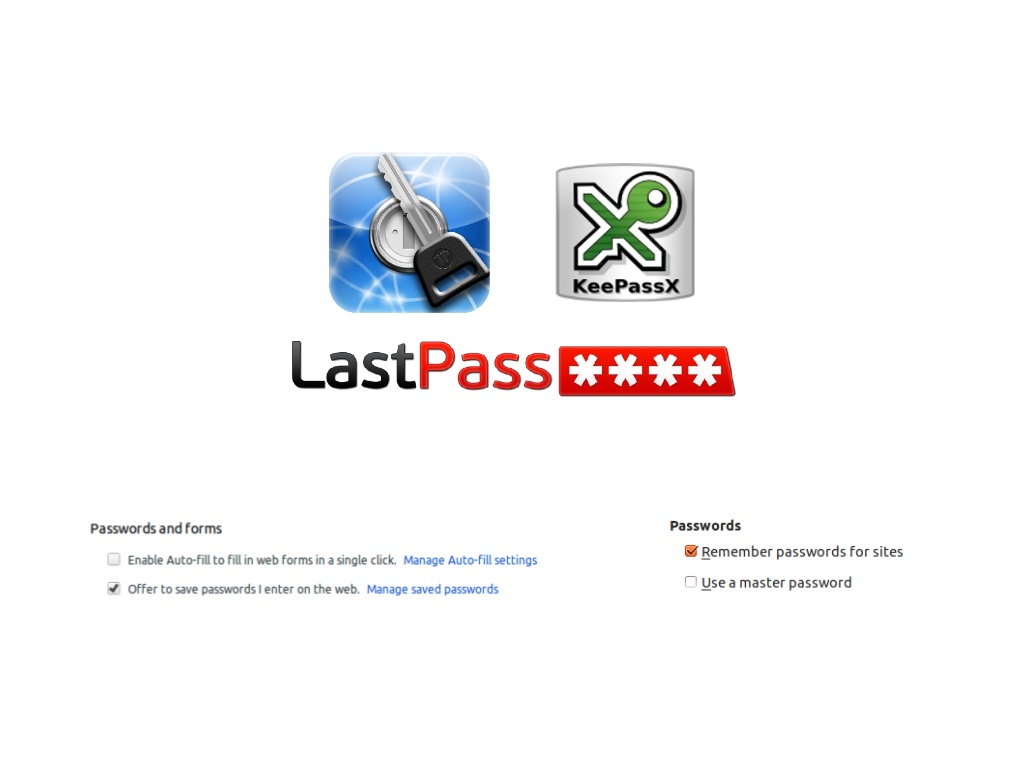 KeePassX
LastPass ****
Passwords and forms
Enable Auto-fill to fill in web forms in a single click. Manage Auto-fill settings
Offer to save passwords I enter on the web. Manage saved passwords
Passwords
Remember passwords for sites
Use a master password